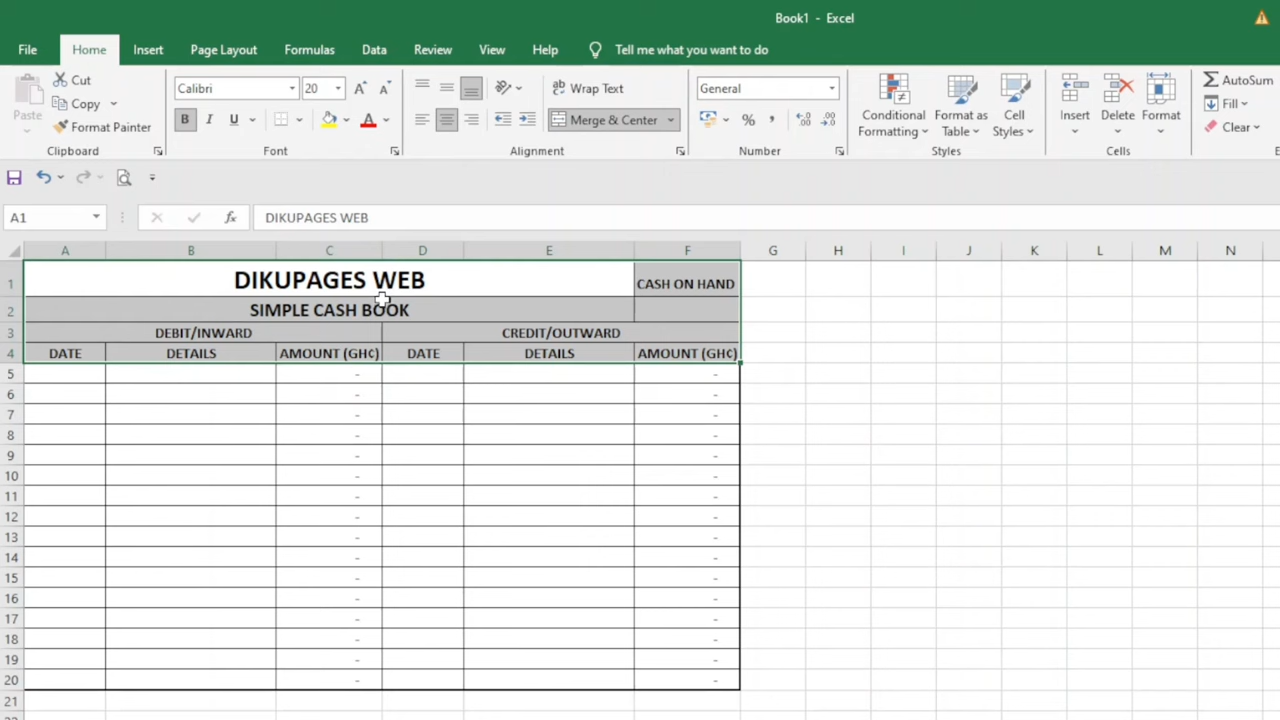 Book1 - Excel
File Home Insert Page Layout Formulas Data Review View Help Tell me what you want to do
Cut
Copy
Format Painter
Paste
Clipboard
Calibri 20
B I U
Font
Wrap Text
Merge & Center
Alignment
General
%
Number
Conditional Formatting
Format as Table
Cell Styles
Styles
Insert Delete Format
Cells
AutoSum
Fill
Clear
A1 fx DIKUPAGES WEB
A B C D E F G H I J K L M N
1 DIKUPAGES WEB CASH ON HAND
2 SIMPLE CASH BOOK
3 DEBIT/INWARD CREDIT/OUTWARD
4 DATE DETAILS AMOUNT (GH¢) DATE DETAILS AMOUNT (GH¢)
5 - -
6 - -
7 - -
8 - -
9 - -
10 - -
11 - -
12 - -
13 - -
14 - -
15 - -
16 - -
17 - -
18 - -
19 - -
20 - -
21